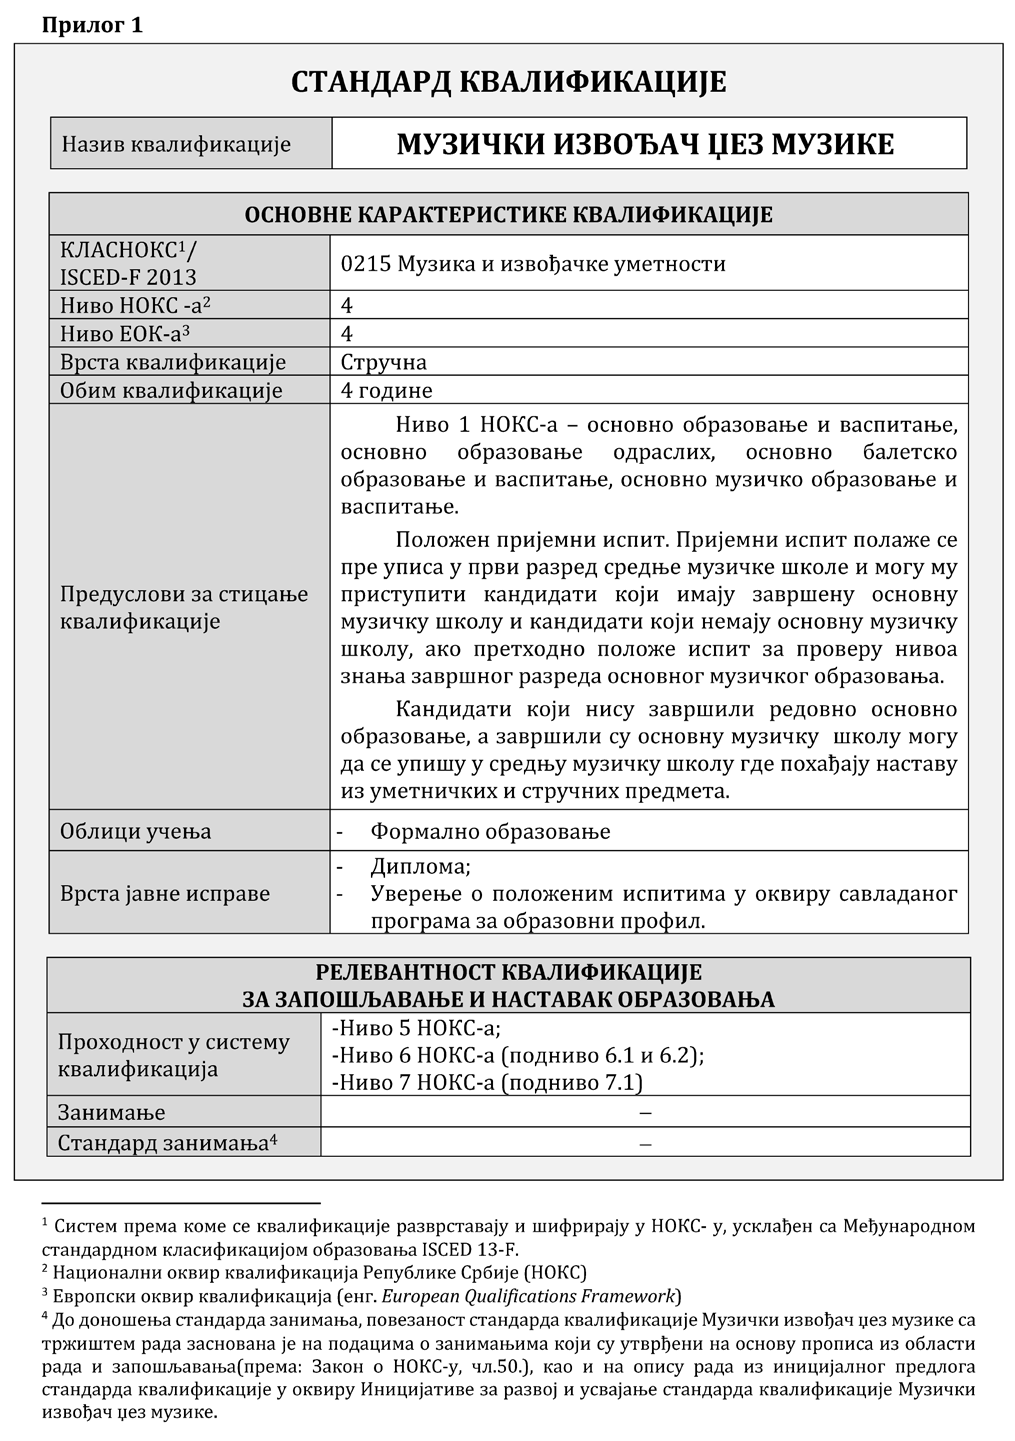 Прилог 1
СТАНДАРД КВАЛИФИКАЦИЈЕ
Назив квалификације
МУЗИЧКИ ИЗВОЂАЧ ЏЕЗ МУЗИКЕ
ОСНОВНЕ КАРАКТЕРИСТИКЕ КВАЛИФИКАЦИЈЕ
КЛАСНОКС¹/
ISCED-F 2013
0215 Музика и извођачке уметности
Ниво НОКС -а²
4
Ниво ЕОК-а³
4
Врста квалификације
Стручна
Обим квалификације
4 године
Предуслови за стицање
квалификације
Ниво 1 НОКС-а – основно образовање и васпитање,
основно образовање одраслих, основно балетско
образовање и васпитање, основно музичко образовање и
васпитање.
Положен пријемни испит. Пријемни испит полаже се
пре уписа у први разред средње музичке школе и могу му
приступити кандидати који имају завршену основну
музичку школу и кандидати који немају основну музичку
школу, ако претходно положе испит за проверу нивоа
знања завршног разреда основног музичког образовања.
Кандидати који нису завршили редовно основно
образовање, а завршили су основну музичку школу могу
да се упишу у средњу музичку школу где похађају наставу
из уметничких и стручних предмета.
Облици учења
- Формално образовање
Врста јавне исправе
- Диплома;
- Уверење о положеним испитима у оквиру савладаног
програма за образовни профил.
РЕЛЕВАНТНОСТ КВАЛИФИКАЦИЈЕ
ЗА ЗАПОШЉАВАЊЕ И НАСТАВАК ОБРАЗОВАЊА
Проходност у систему
квалификација
-Ниво 5 НОКС-а;
-Ниво 6 НОКС-а (поднивo 6.1 и 6.2);
-Ниво 7 НОКС-а (поднивo 7.1)
Занимање
–
Стандард занимања⁴
–
¹ Систем према коме се квалификације разврставају и шифрирају у НОКС- у, усклађен са Међународном
стандардном класификацијом образовања ISCED 13-F.
² Национални оквир квалификација Републике Србије (НОКС)
³ Европски оквир квалификација (енг. European Qualifications Framework)
⁴ До доношења стандарда занимања, повезаност стандарда квалификације Музички извођач џез музике са
тржиштем рада заснована је на подацима о занимањима који су утврђени на основу прописа из области
рада и запошљавања(према: Закон о НОКС-у, чл.50.), као и на опису рада из иницијалног предлога
стандарда квалификације у оквиру Иницијативе за развој и усвајање стандарда квалификације Музички
извођач џез музике.